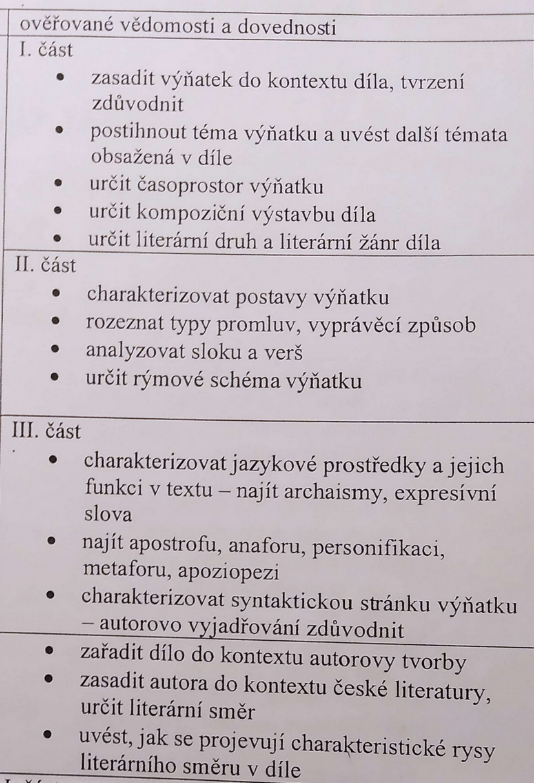 ověřované vědomosti a dovednosti
I. část
• zasadit výňatek do kontextu díla, tvrzení
zdůvodnit
• postihnout téma výňatku a uvést další témata
obsažená v díle
• určit časoprostor výňatku
• určit kompoziční výstavbu díla
• určit literární druh a literární žánr díla
II. část
• charakterizovat postavy výňatku
• rozeznat typy promluv, vyprávěcí způsob
• analyzovat sloku a verš
• určit rýmové schéma výňatku
III. část
• charakterizovat jazykové prostředky a jejich
funkci v textu – najít archaismy, expresívní
slova
• najít apostrofu, anaforu, personifikaci,
metaforu, apoziopezi
• charakterizovat syntaktickou stránku výňatku
– autorovo vyjadřování zdůvodnit
• zařadit dílo do kontextu autorovy tvorby
• zasadit autora do kontextu české literatury,
určit literární směr
• uvést, jak se projevují charakteristické rysy
literárního směru v díle